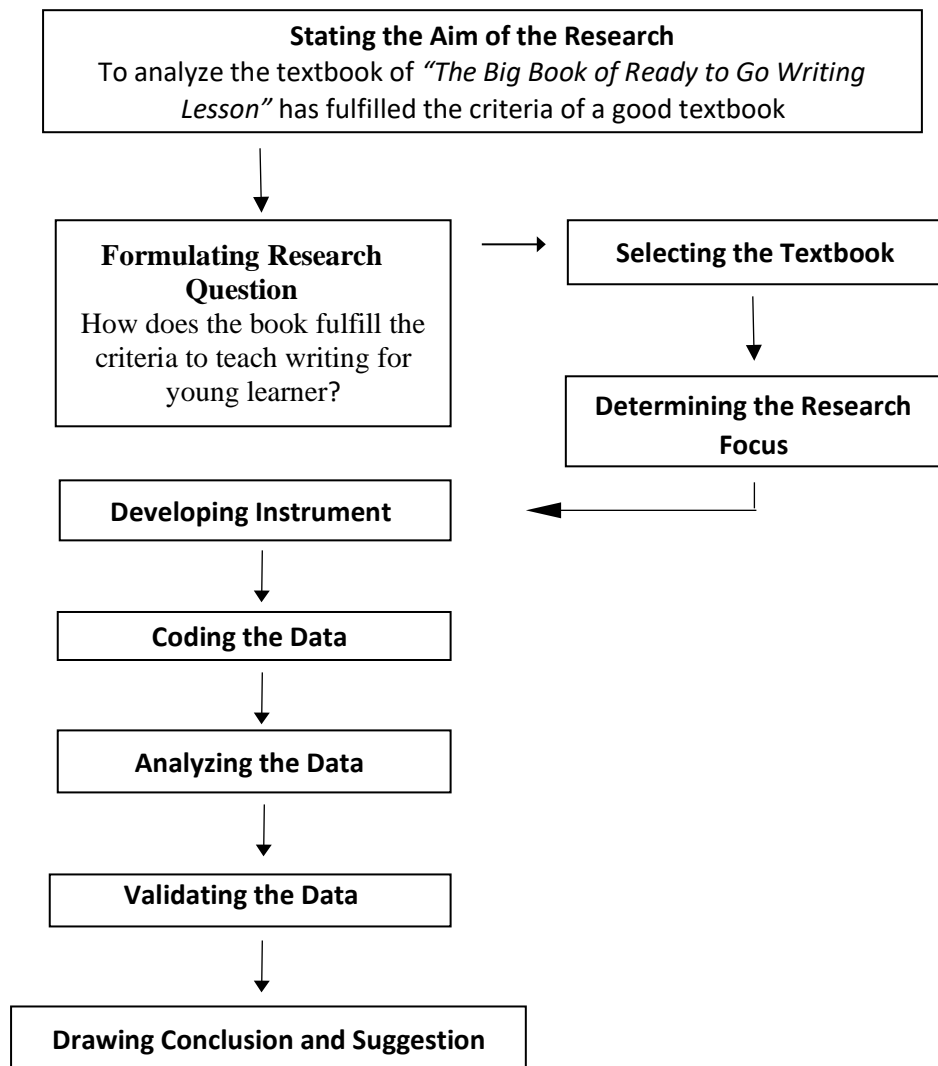 Stating the Aim of the Research
To analyze the textbook of “The Big Book of Ready to Go Writing
Lesson” has fulfilled the criteria of a good textbook
Formulating Research
Question
How does the book fulfill the
criteria to teach writing for
young learner?
Selecting the Textbook
Determining the Research
Focus
Developing Instrument
Coding the Data
Analyzing the Data
Validating the Data
Drawing Conclusion and Suggestion